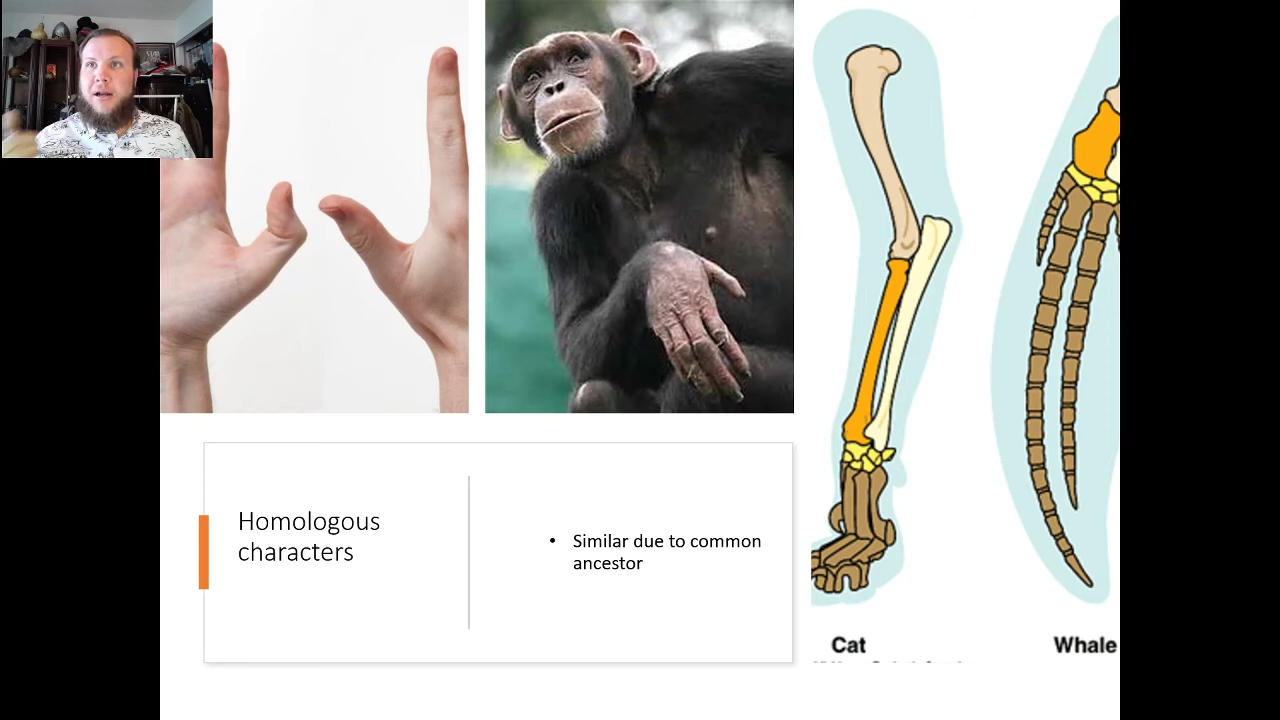 Homologous
characters
• Similar due to common
ancestor
Cat
Whale